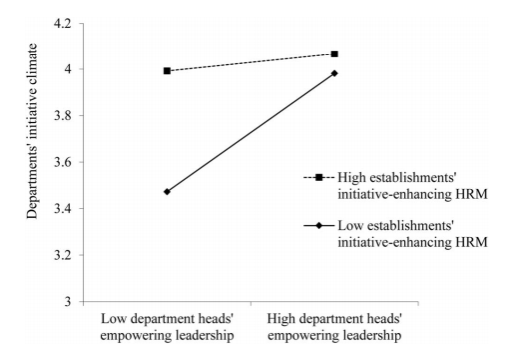 4.2
4
3.8
3.6
3.4
3.2
3
Departments' initiative climate
High establishments'
initiative-enhancing HRM
Low establishments'
initiative-enhancing HRM
Low department heads'
empowering leadership
High department heads'
empowering leadership